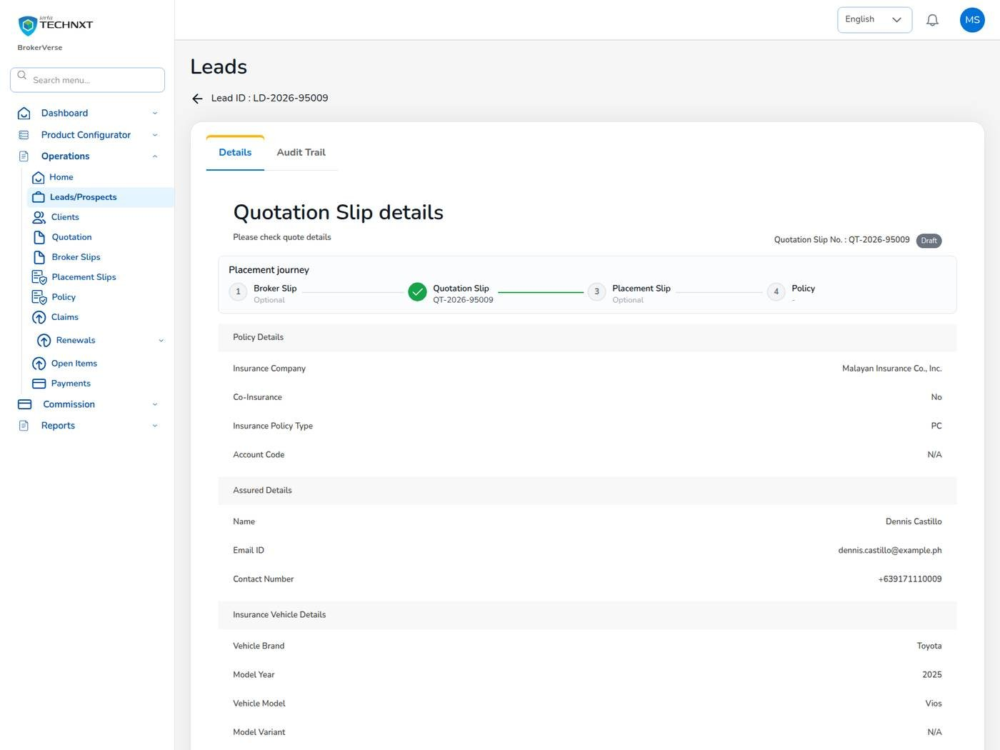 iorta
TECHNXT
BrokerVerse
Search menu...
Dashboard
Product Configurator
Operations
Home
Leads/Prospects
Clients
Quotation
Broker Slips
Placement Slips
Policy
Claims
Renewals
Open Items
Payments
Commission
Reports
English
MS
Leads
Lead ID : LD-2026-95009
Details
Audit Trail
Quotation Slip details
Please check quote details
Quotation Slip No. : QT-2026-95009 Draft
Placement journey
1 Broker Slip
Optional
Quotation Slip
QT-2026-95009
3 Placement Slip
Optional
4 Policy
-
Policy Details
Insurance Company Malayan Insurance Co., Inc.
Co-Insurance No
Insurance Policy Type PC
Account Code N/A
Assured Details
Name Dennis Castillo
Email ID dennis.castillo@example.ph
Contact Number +639171110009
Insurance Vehicle Details
Vehicle Brand Toyota
Model Year 2025
Vehicle Model Vios
Model Variant N/A